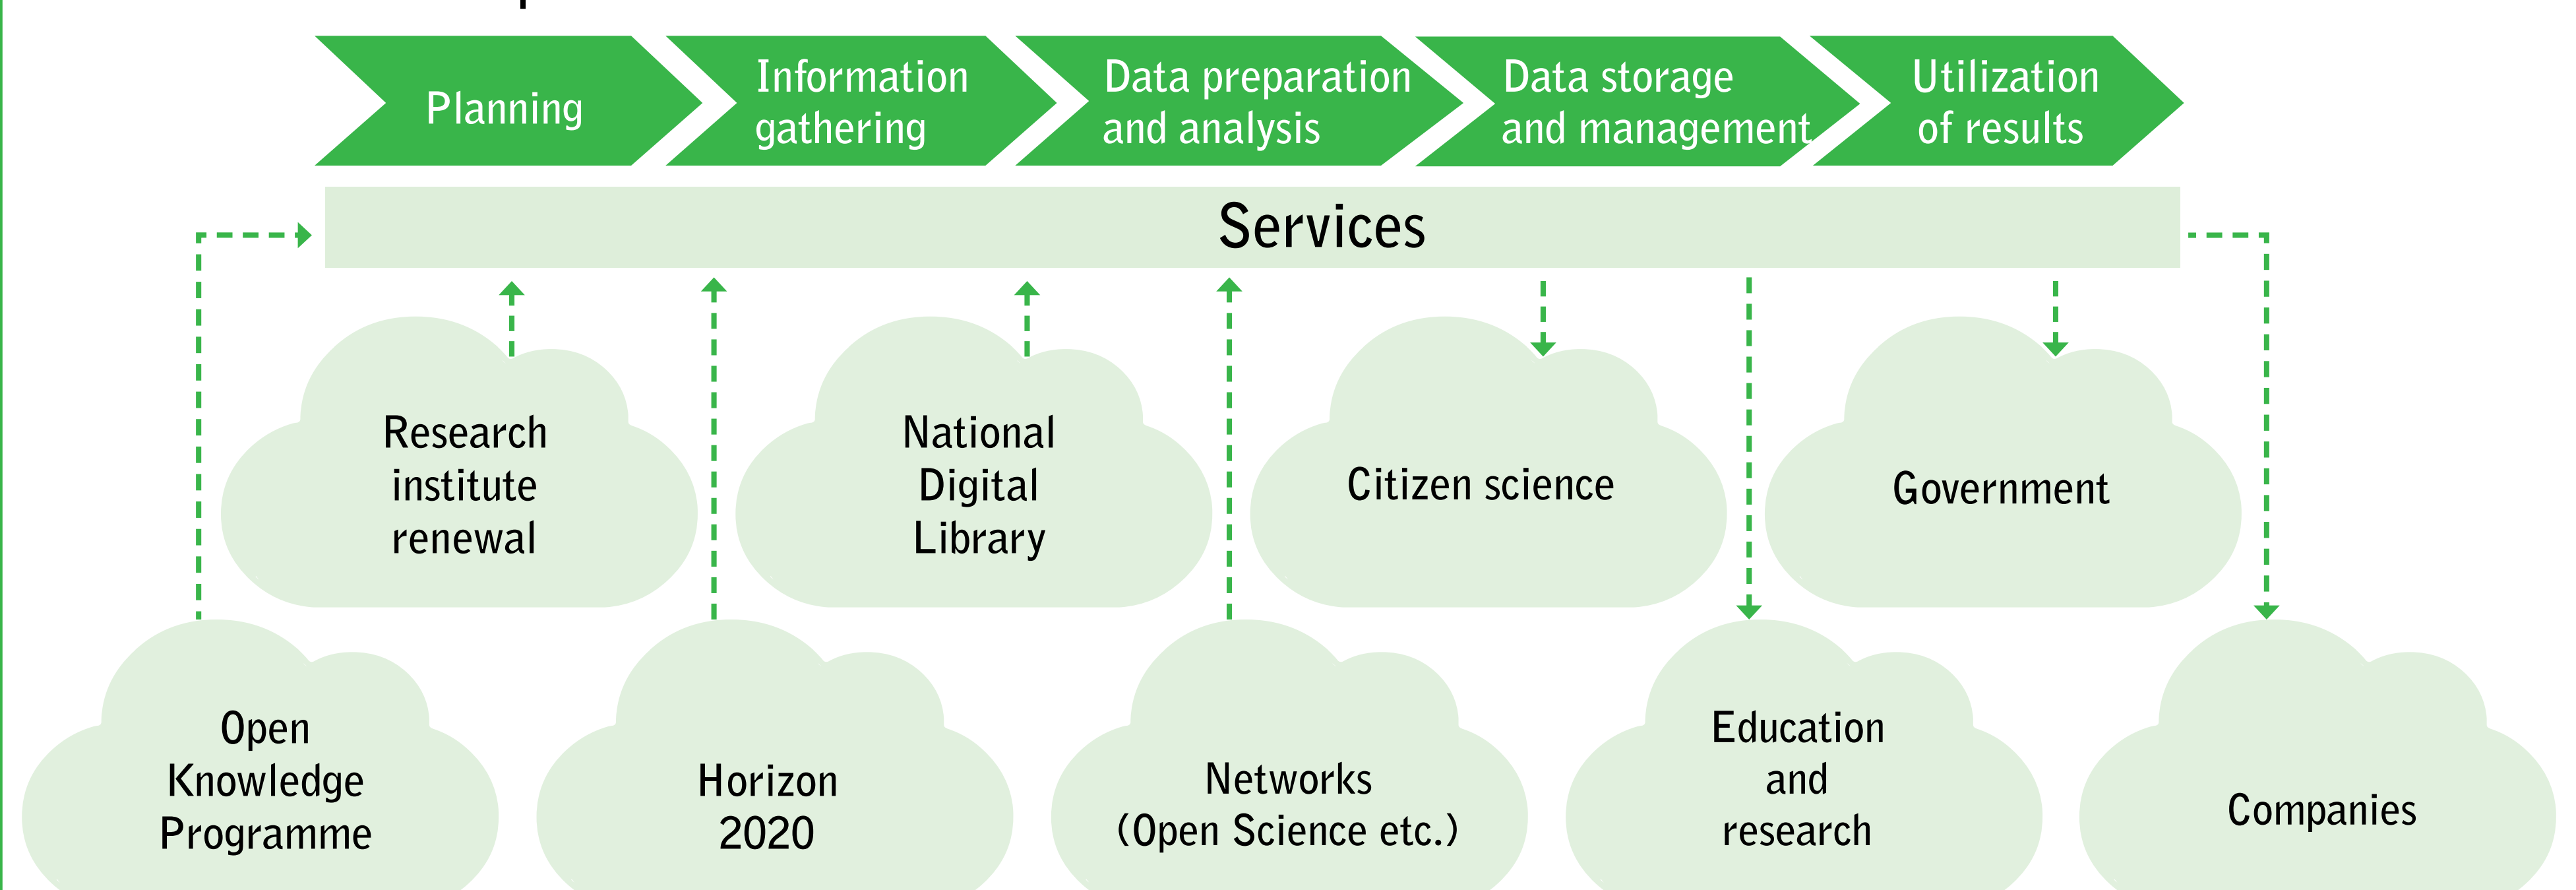 Planning
Information
gathering
Data preparation
and analysis
Data storage
and management
Utilization
of results
Services
Research
institute
renewal
National
Digital
Library
Citizen science
Government
Open
Knowledge
Programme
Horizon
2020
Networks
(Open Science etc.)
Education
and
research
Companies